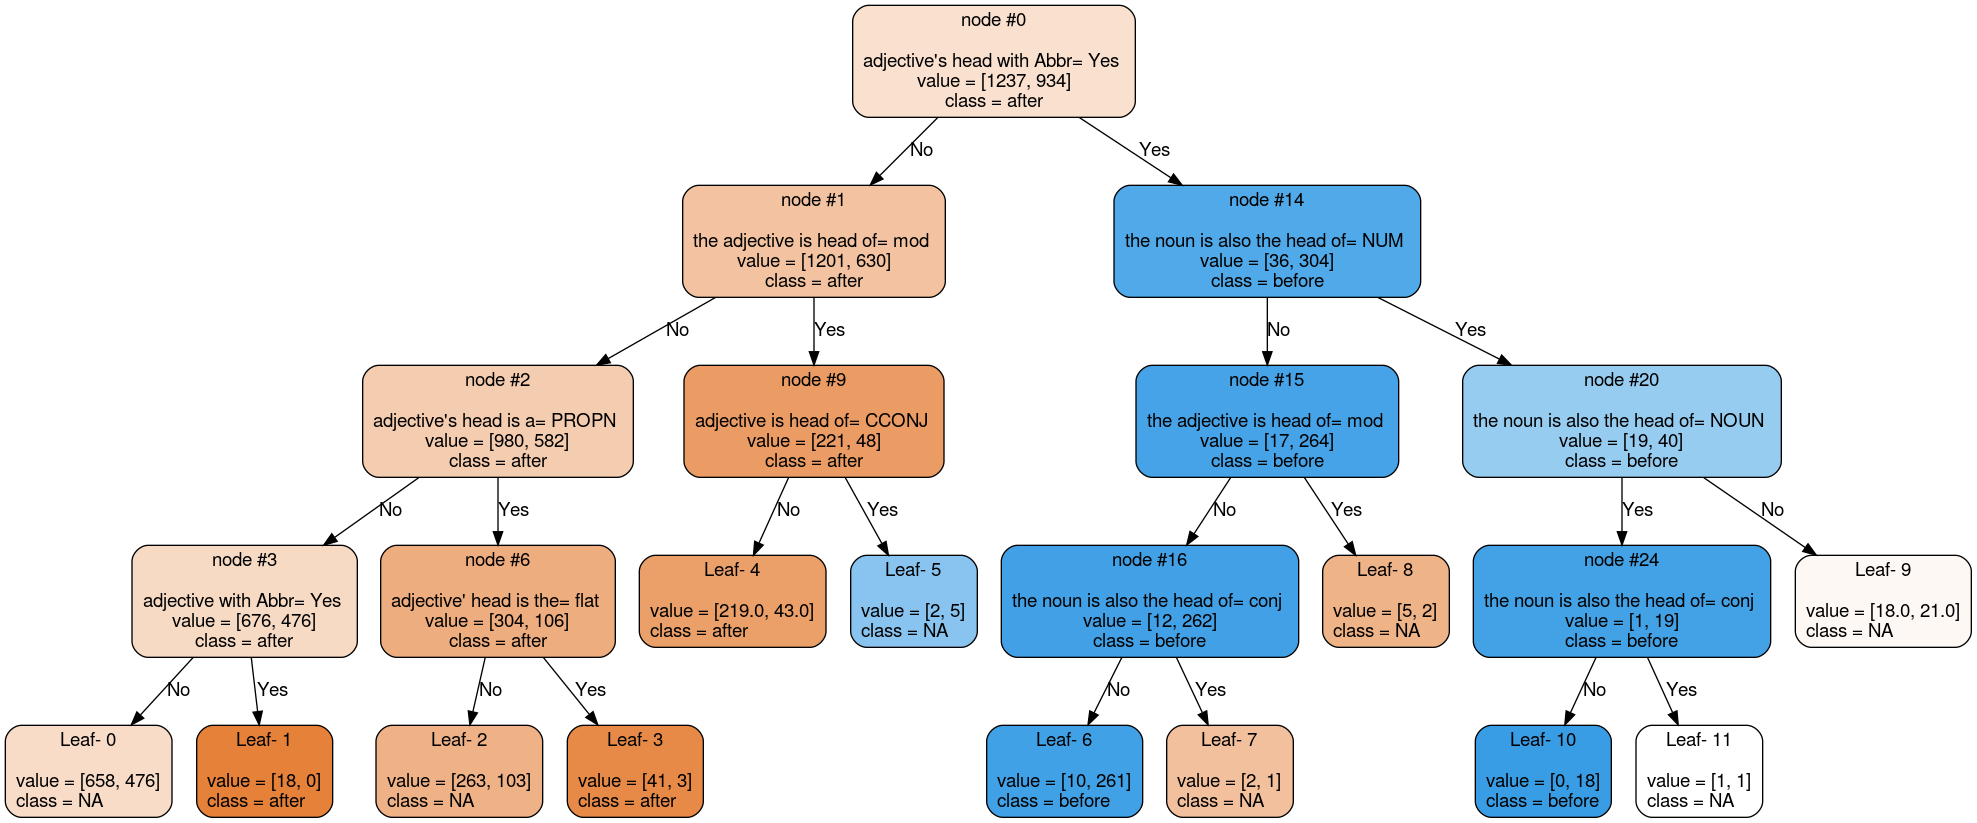 node #0
adjective's head with Abbr= Yes
value = [1237, 934]
class = after
No
Yes
node #1
the adjective is head of= mod
value = [1201, 630]
class = after
node #14
the noun is also the head of= NUM
value = [36, 304]
class = before
No
Yes
No
Yes
node #2
adjective's head is a= PROPN
value = [980, 582]
class = after
node #9
adjective is head of= CCONJ
value = [221, 48]
class = after
node #15
the adjective is head of= mod
value = [17, 264]
class = before
node #20
the noun is also the head of= NOUN
value = [19, 40]
class = before
No
Yes
No
Yes
No
Yes
Yes
No
node #3
adjective with Abbr= Yes
value = [676, 476]
class = after
node #6
adjective' head is the= flat
value = [304, 106]
class = after
Leaf- 4
value = [219.0, 43.0]
class = after
Leaf- 5
value = [2, 5]
class = NA
node #16
the noun is also the head of= conj
value = [12, 262]
class = before
Leaf- 8
value = [5, 2]
class = NA
node #24
the noun is also the head of= conj
value = [1, 19]
class = before
Leaf- 9
value = [18.0, 21.0]
class = NA
No
Yes
No
Yes
No
Yes
No
Yes
Leaf- 0
value = [658, 476]
class = NA
Leaf- 1
value = [18, 0]
class = after
Leaf- 2
value = [263, 103]
class = NA
Leaf- 3
value = [41, 3]
class = after
Leaf- 6
value = [10, 261]
class = before
Leaf- 7
value = [2, 1]
class = NA
Leaf- 10
value = [0, 18]
class = before
Leaf- 11
value = [1, 1]
class = NA